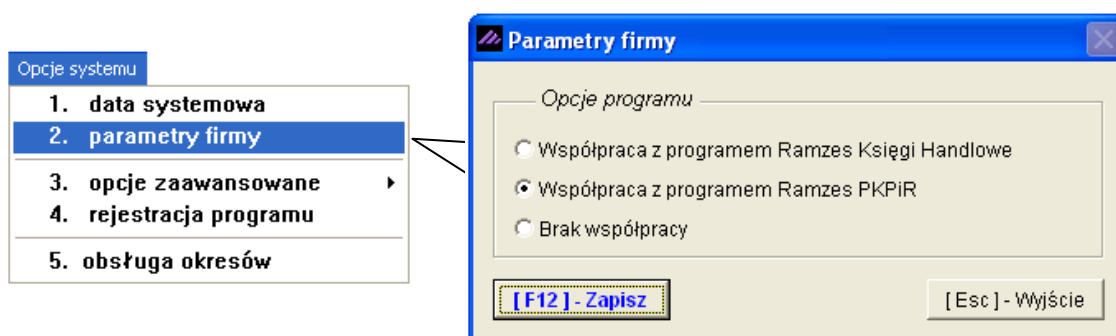 Opcje systemu
1. data systemowa
2. parametry firmy
3. opcje zaawansowane
4. rejestracja programu
5. obsługa okresów
Parametry firmy
Opcje programu
Współpraca z programem Ramzes Księgi Handlowe
Współpraca z programem Ramzes PKPiR
Brak współpracy
[ F12 ] - Zapisz
[ Esc ] - Wyjście